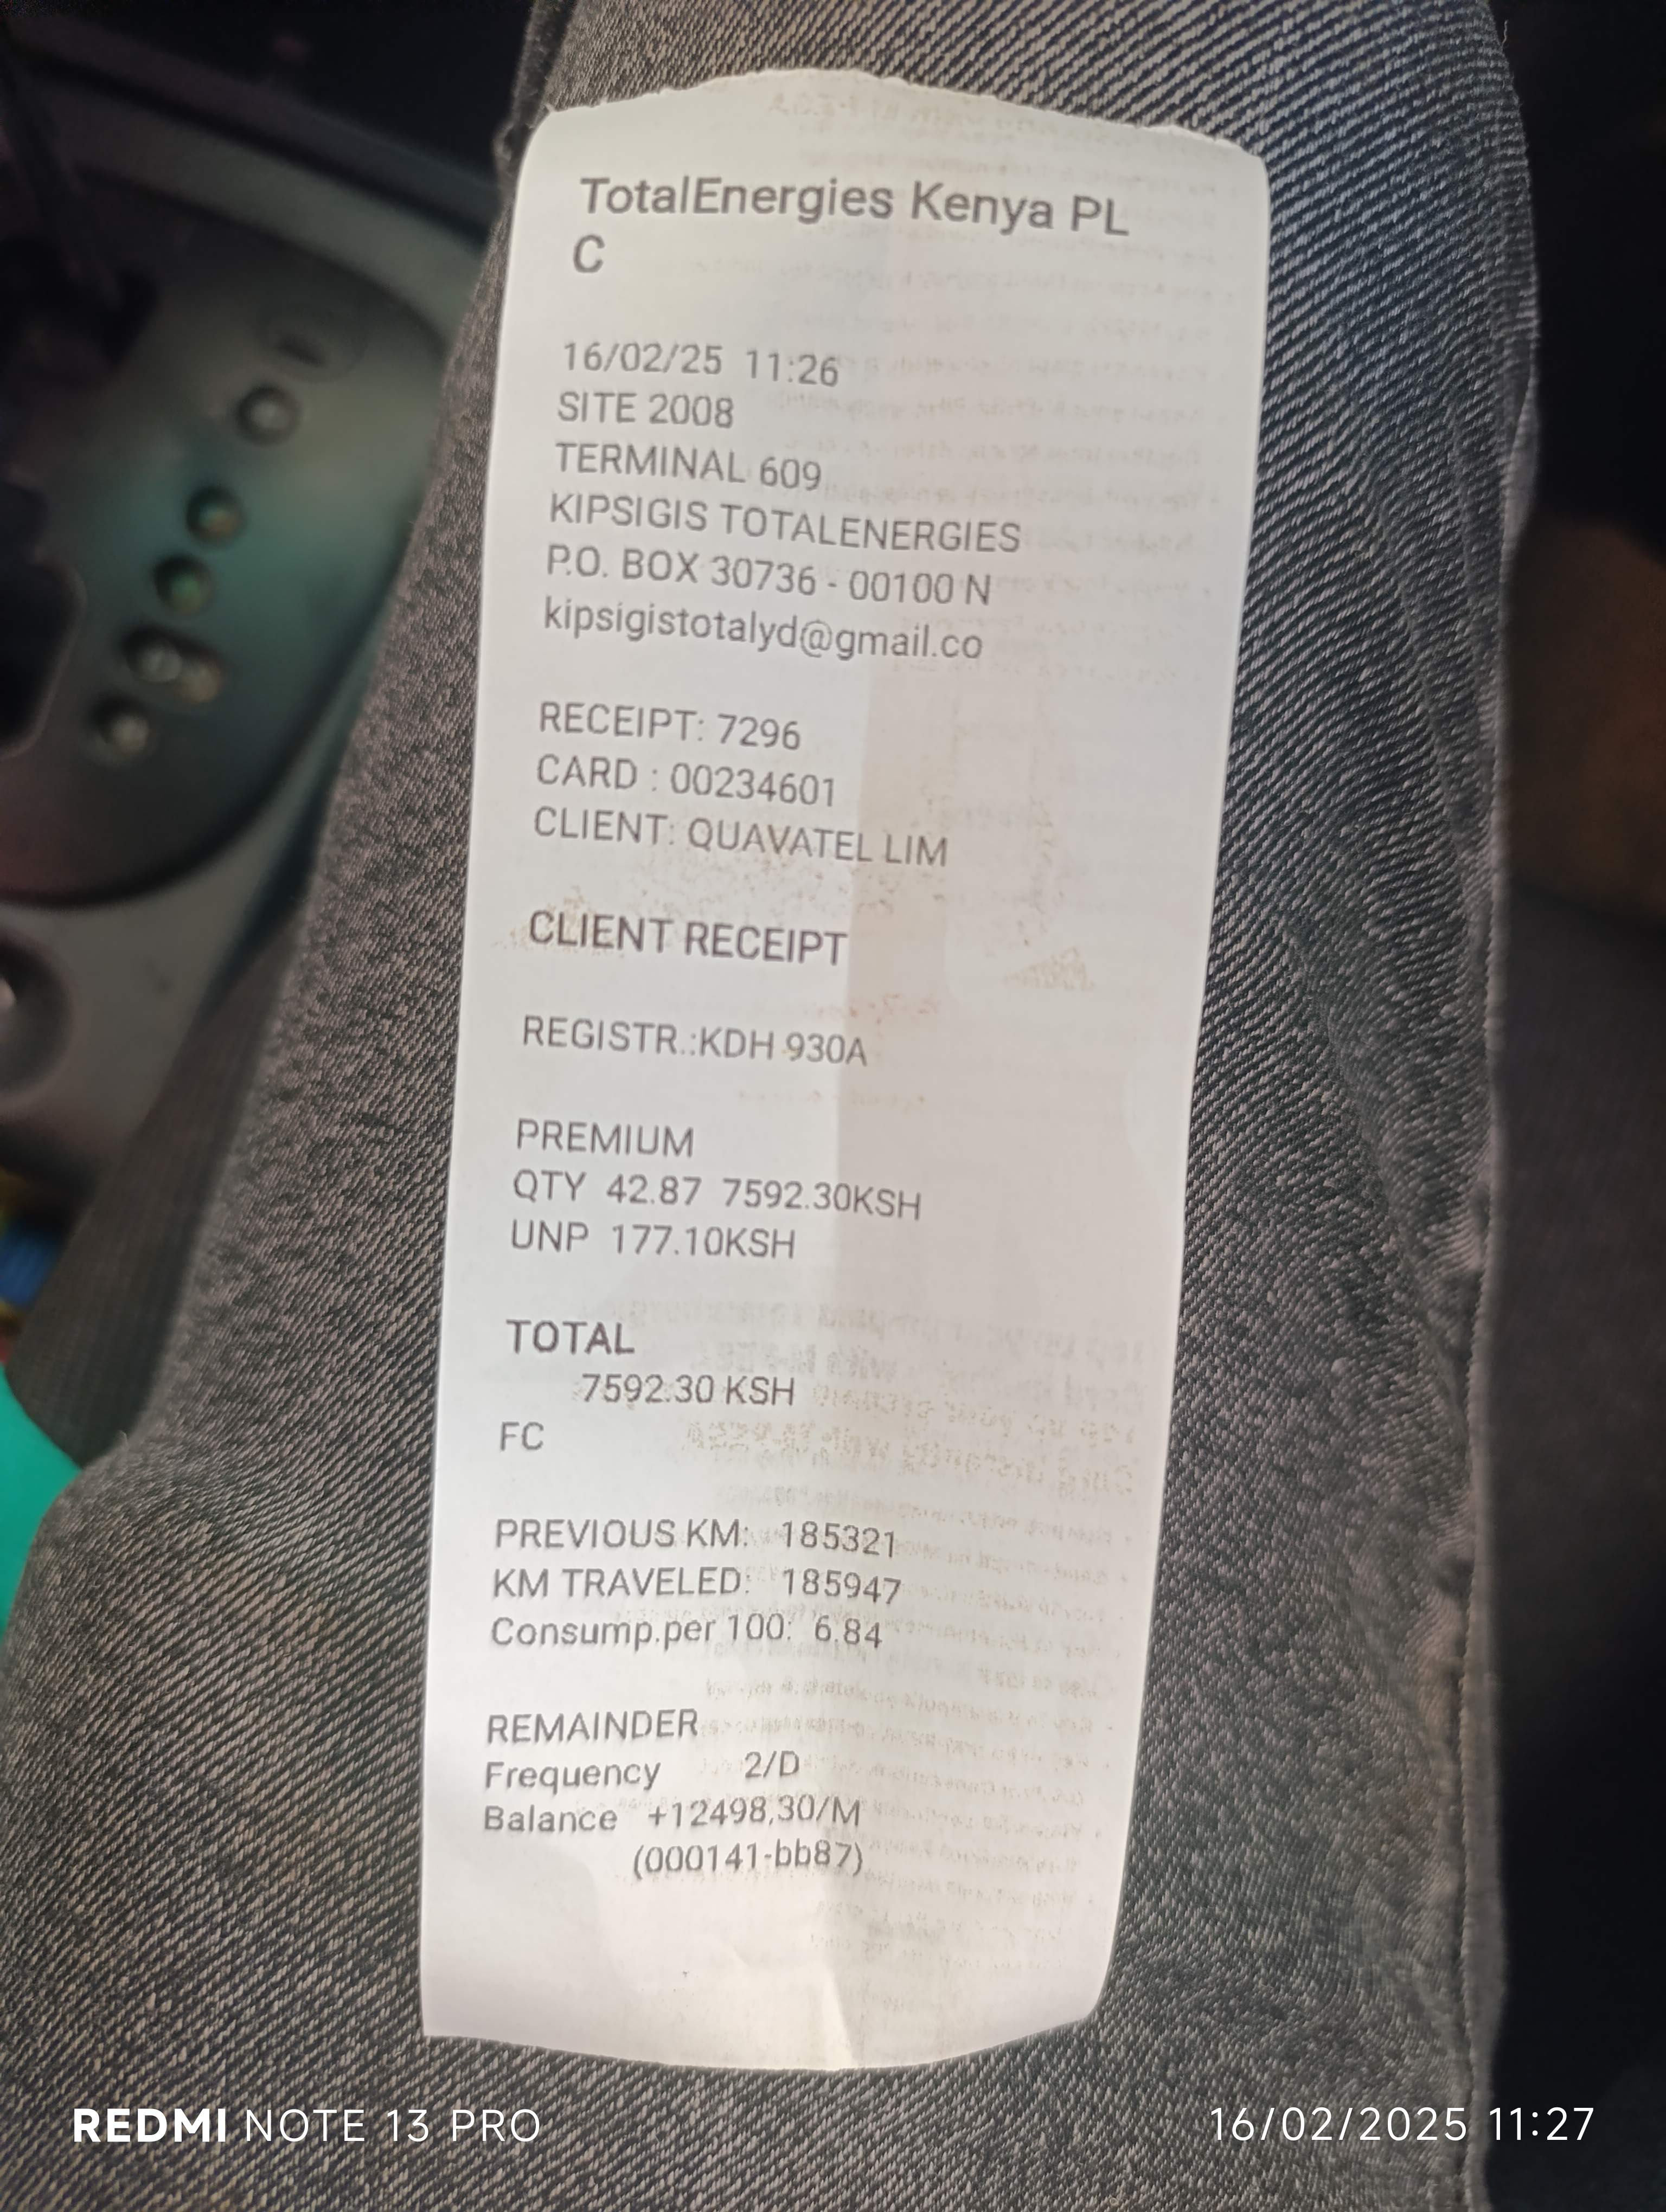 TotalEnergies Kenya PL
C
16/02/25 11:26
SITE 2008
TERMINAL 609
KIPSIGIS TOTALENERGIES
P.O. BOX 30736 - 00100 N
kipsigistotalyd@gmail.co
RECEIPT: 7296
CARD : 00234601
CLIENT: QUAVATEL LIM
CLIENT RECEIPT
REGISTR.:KDH 930A
PREMIUM
QTY 42.87 7592.30KSH
UNP 177.10KSH
TOTAL
7592.30 KSH
FC
PREVIOUS KM: 185321
KM TRAVELED: 185947
Consump.per 100: 6,84
REMAINDER
Frequency 2/D
Balance +12498,30/M
(000141-bb87)
REDMI NOTE 13 PRO
16/02/2025 11:27